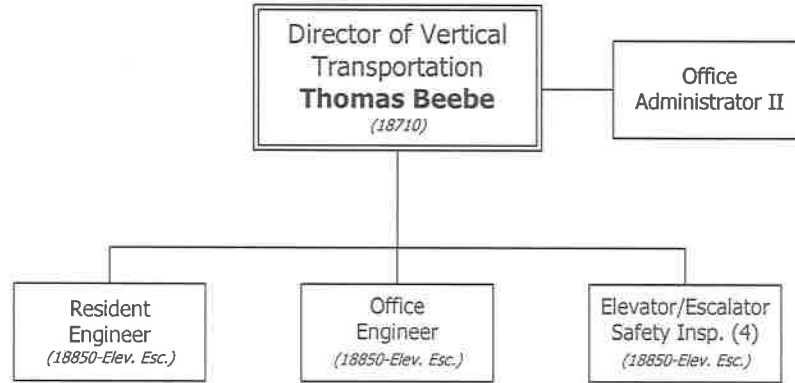 Director of Vertical
Transportation
Thomas Beebe
(18710)
Office
Administrator II
Resident
Engineer
(18850-Elev. Esc.)
Office
Engineer
(18850-Elev. Esc.)
Elevator/Escalator
Safety Insp. (4)
(18850-Elev. Esc.)